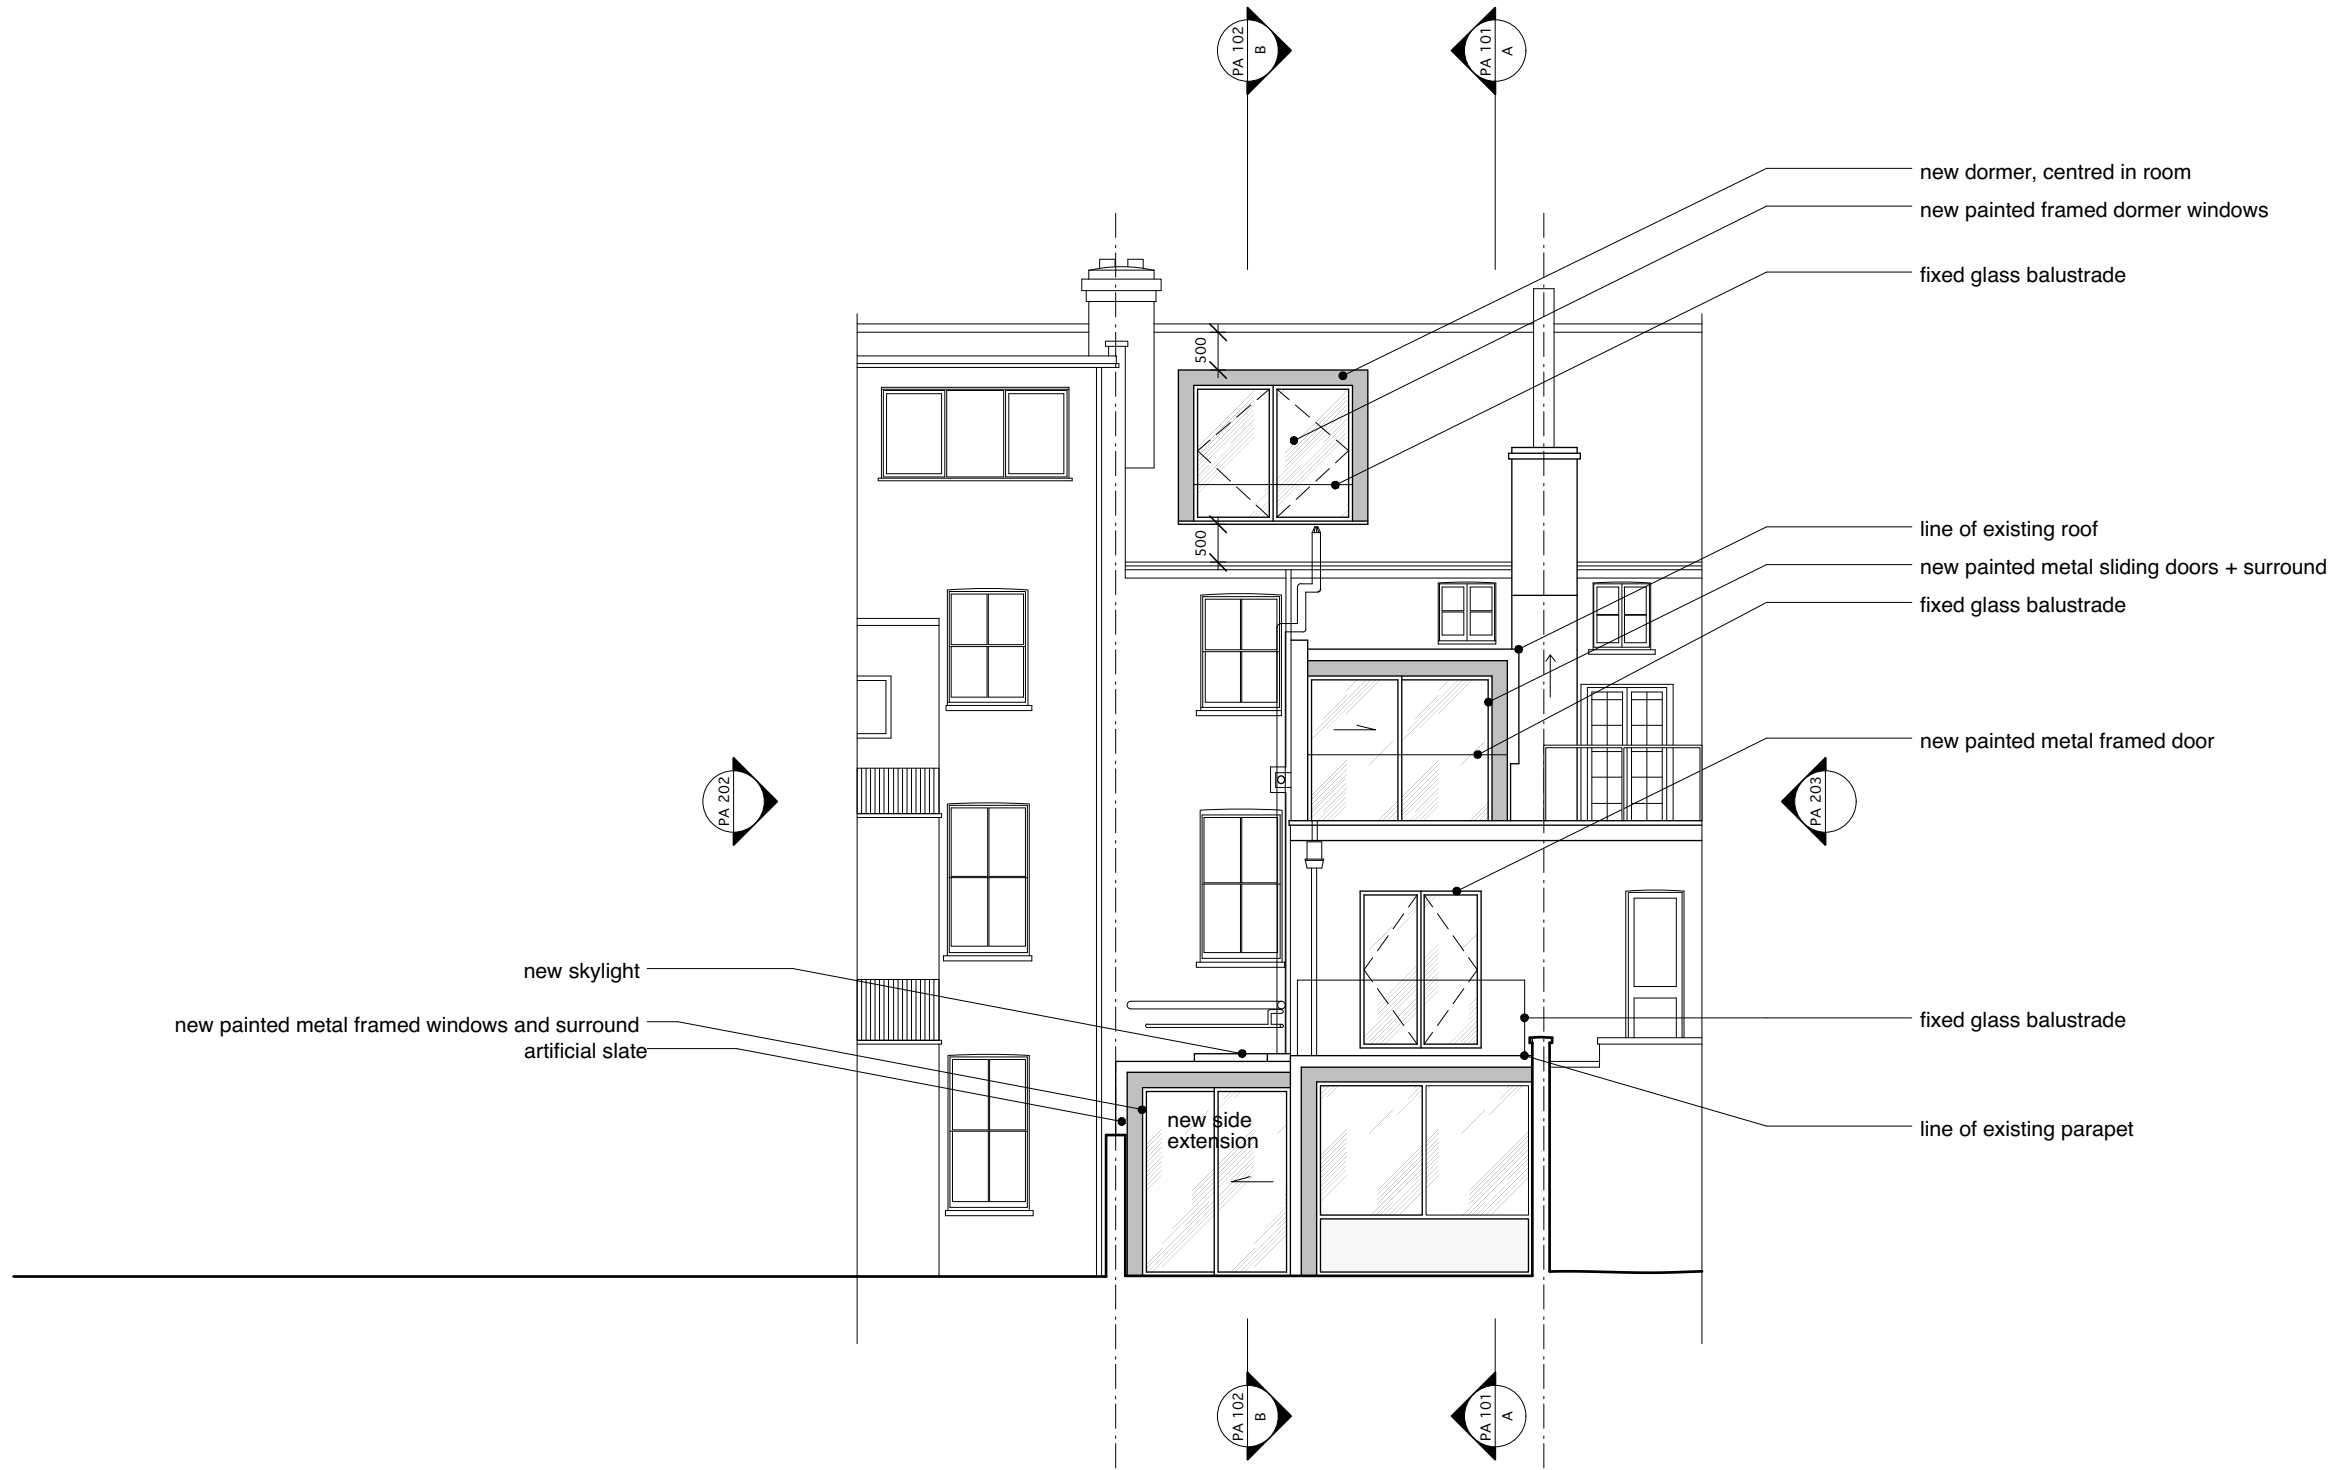 PA 102
B
PA 101
A
new dormer, centred in room
new painted framed dormer windows
fixed glass balustrade
500
500
line of existing roof
new painted metal sliding doors + surround
fixed glass balustrade
new painted metal framed door
PA 202
PA 203
new skylight
new painted metal framed windows and surround
artificial slate
fixed glass balustrade
new side
extension
line of existing parapet
PA 102
B
PA 101
A